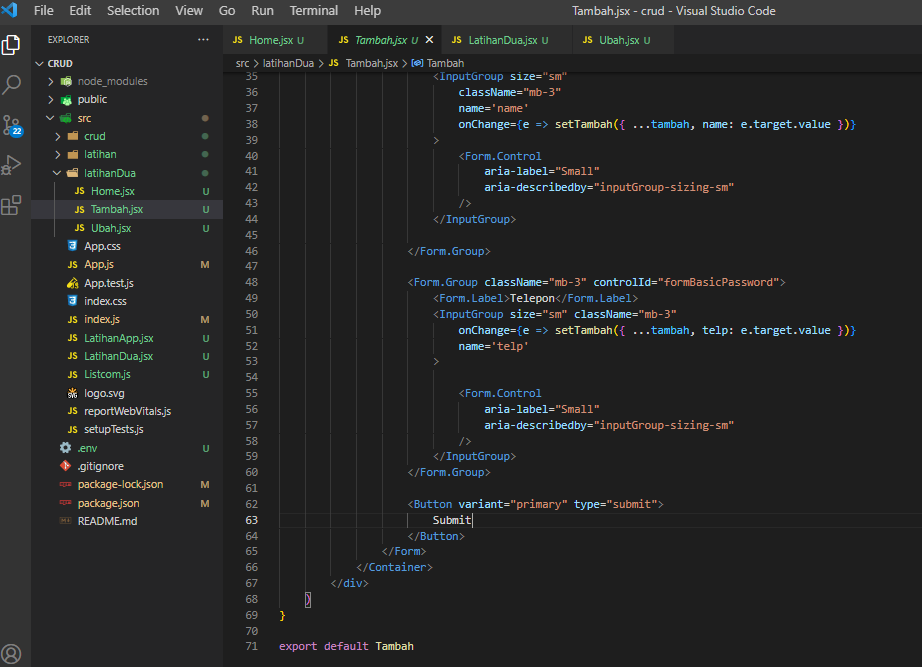 File Edit Selection View Go Run Terminal Help Tambah.jsx - crud - Visual Studio Code
EXPLORER ···
JS Home.jsx U JS Tambah.jsx U × JS LatihanDua.jsx U JS Ubah.jsx U
src > latihanDua > JS Tambah.jsx > Tambah
CRUD
node_modules
public
src
crud
latihan
latihanDua
JS Home.jsx U
JS Tambah.jsx U
JS Ubah.jsx U
App.css
JS App.js M
App.test.js
index.css
JS index.js M
JS LatihanApp.jsx U
JS LatihanDua.jsx U
JS Listcom.js U
logo.svg
JS reportWebVitals.js
JS setupTests.js
.env U
.gitignore
package-lock.json M
package.json M
README.md
22
35 <InputGroup size="sm"
36 className="mb-3"
37 name='name'
38 onChange={e => setTambah({ ...tambah, name: e.target.value })}
39 >
40 <Form.Control
41 aria-label="Small"
42 aria-describedby="inputGroup-sizing-sm"
43 />
44 </InputGroup>
45
46 </Form.Group>
47
48 <Form.Group className="mb-3" controlId="formBasicPassword">
49 <Form.Label>Telepon</Form.Label>
50 <InputGroup size="sm" className="mb-3"
51 onChange={e => setTambah({ ...tambah, telp: e.target.value })}
52 name='telp'
53 >
54
55 <Form.Control
56 aria-label="Small"
57 aria-describedby="inputGroup-sizing-sm"
58 />
59 </InputGroup>
60 </Form.Group>
61
62 <Button variant="primary" type="submit">
63 Submit
64 </Button>
65 </Form>
66 </Container>
67 </div>
68 )
69 }
70
71 export default Tambah